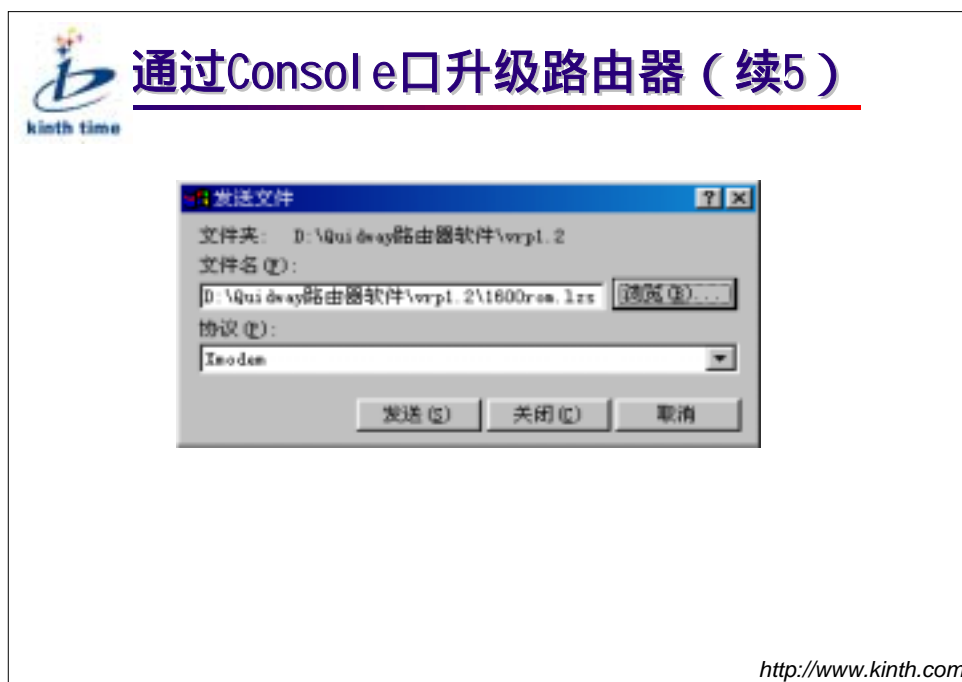 通过Console口升级路由器（续5）
kinth time
发送文件
文件夹: D:\Quidway路由器软件\vrp1.2
文件名(F):
D:\Quidway路由器软件\vrp1.2\1600rom.lzs 浏览(B)...
协议(P):
Xmodem
发送(S) 关闭(C) 取消
http://www.kinth.com